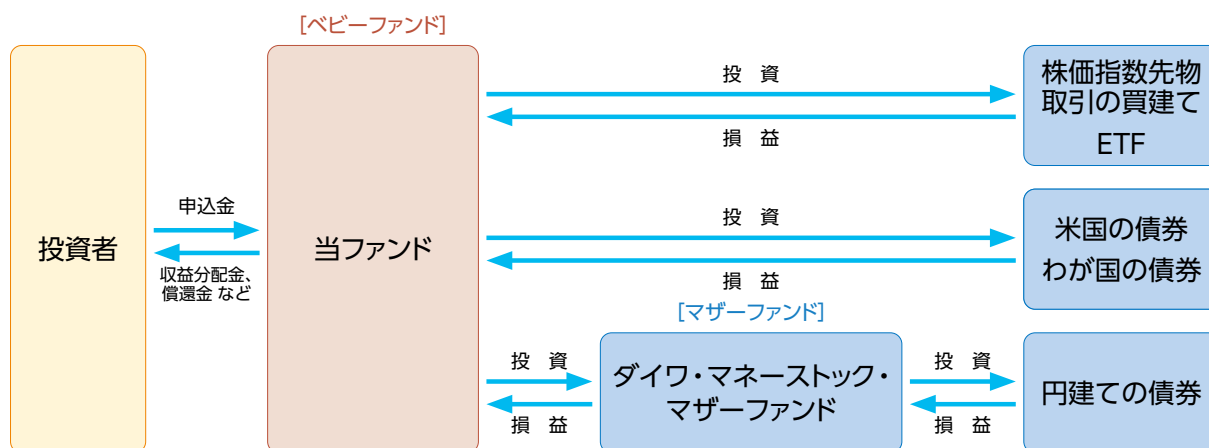 [ベビーファンド]
投資者
申込金
収益分配金、
償還金 など
当ファンド
投 資
損 益
株価指数先物
取引の買建て
ETF
投 資
損 益
米国の債券
わが国の債券
[マザーファンド]
投 資
損 益
ダイワ・マネーストック・
マザーファンド
投 資
損 益
円建ての債券